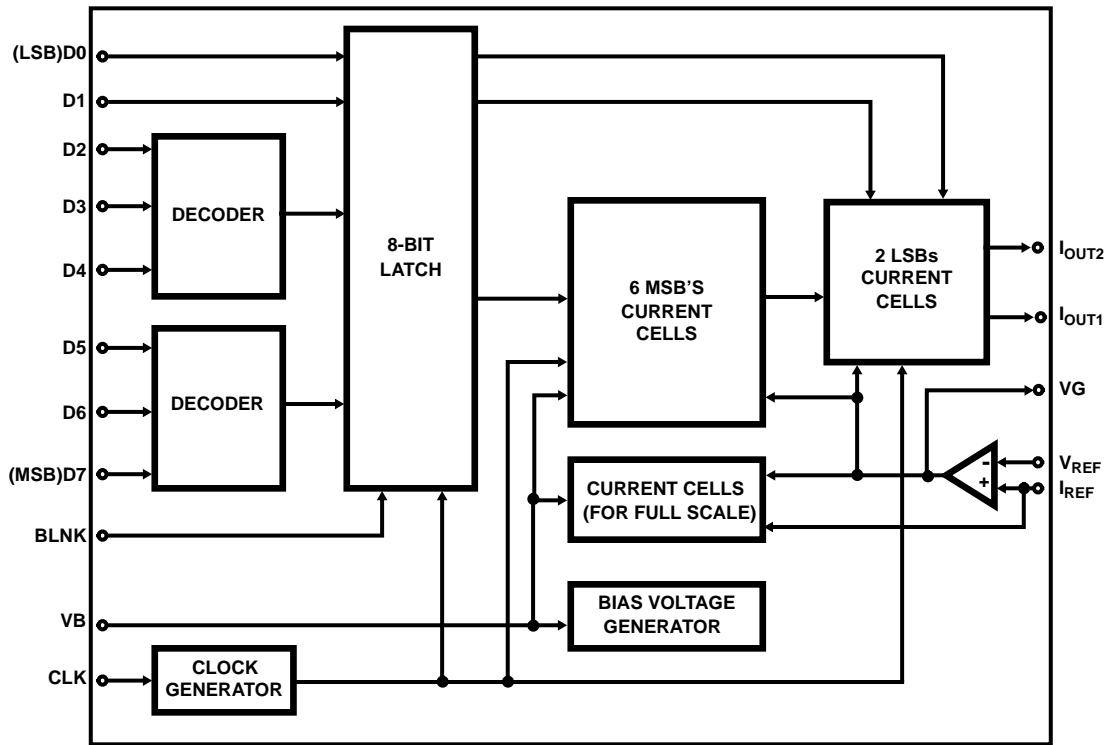 (LSB)D0
D1
D2
D3
D4
D5
D6
(MSB)D7
BLNK
VB
CLK
DECODER
DECODER
CLOCK
GENERATOR
8-BIT
LATCH
6 MSB'S
CURRENT
CELLS
CURRENT CELLS
(FOR FULL SCALE)
BIAS VOLTAGE
GENERATOR
2 LSBs
CURRENT
CELLS
-
+
IOUT2
IOUT1
VG
VREF
IREF